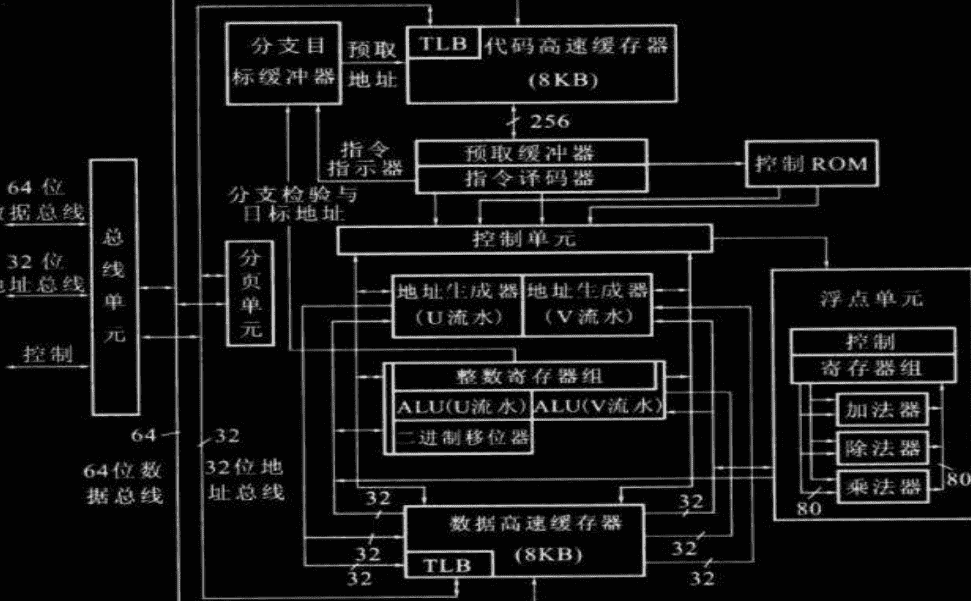 分支目
标缓冲器
预取
地址
TLB
代码高速缓存器
(8KB)
256
指令
指示器
预取缓冲器
指令译码器
控制ROM
分支检验与
目标地址
64位
数据总线
32位
地址总线
控制
总线单元
分页单元
控制单元
地址生成器
(U流水)
地址生成器
(V流水)
浮点单元
控制
寄存器组
加法器
除法器
乘法器
80
80
整数寄存器组
ALU(U流水)
ALU(V流水)
二进制移位器
64
32
64位数
据总线
32位地
址总线
32
32
32
32
32
32
数据高速缓存器
(8KB)
TLB